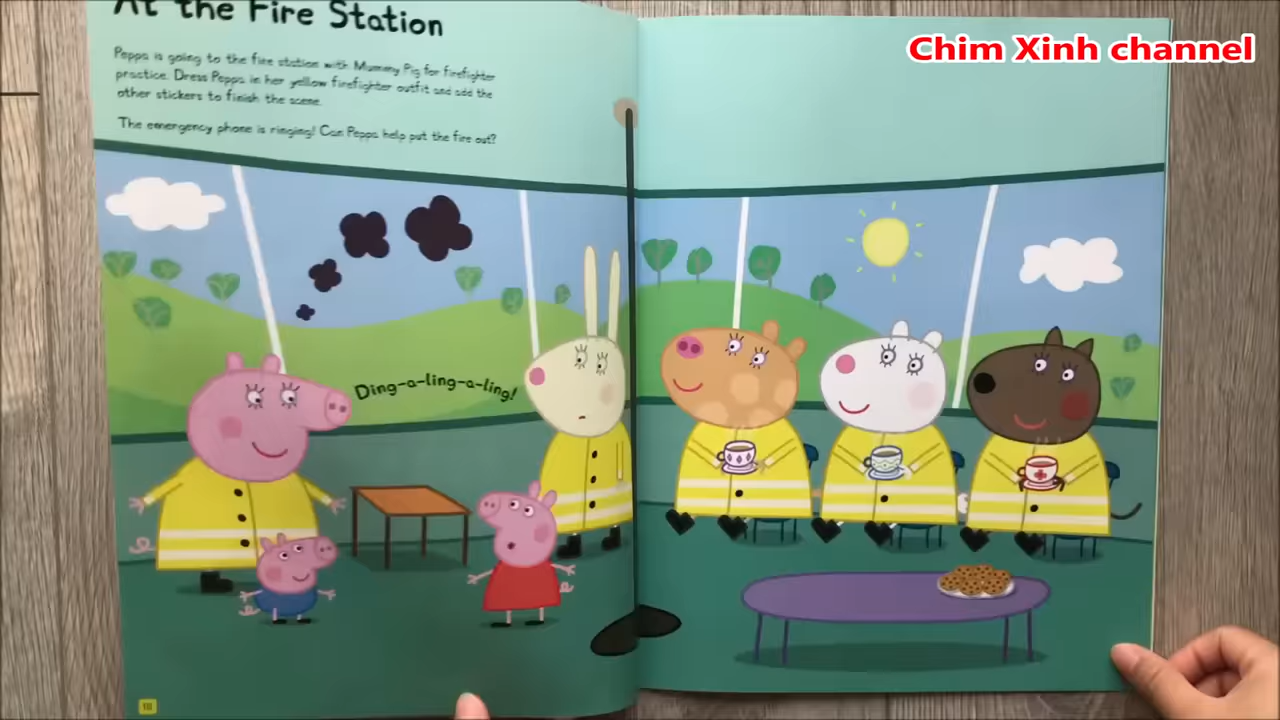 At the Fire Station
Chim Xinh channel
Peppa is going to the fire station with Mummy Pig for firefighter
practice. Dress Peppa in her yellow firefighter outfit and add the
other stickers to finish the scene.
The emergency phone is ringing! Can Peppa help put the fire out?
Ding-a-ling-a-ling!
18